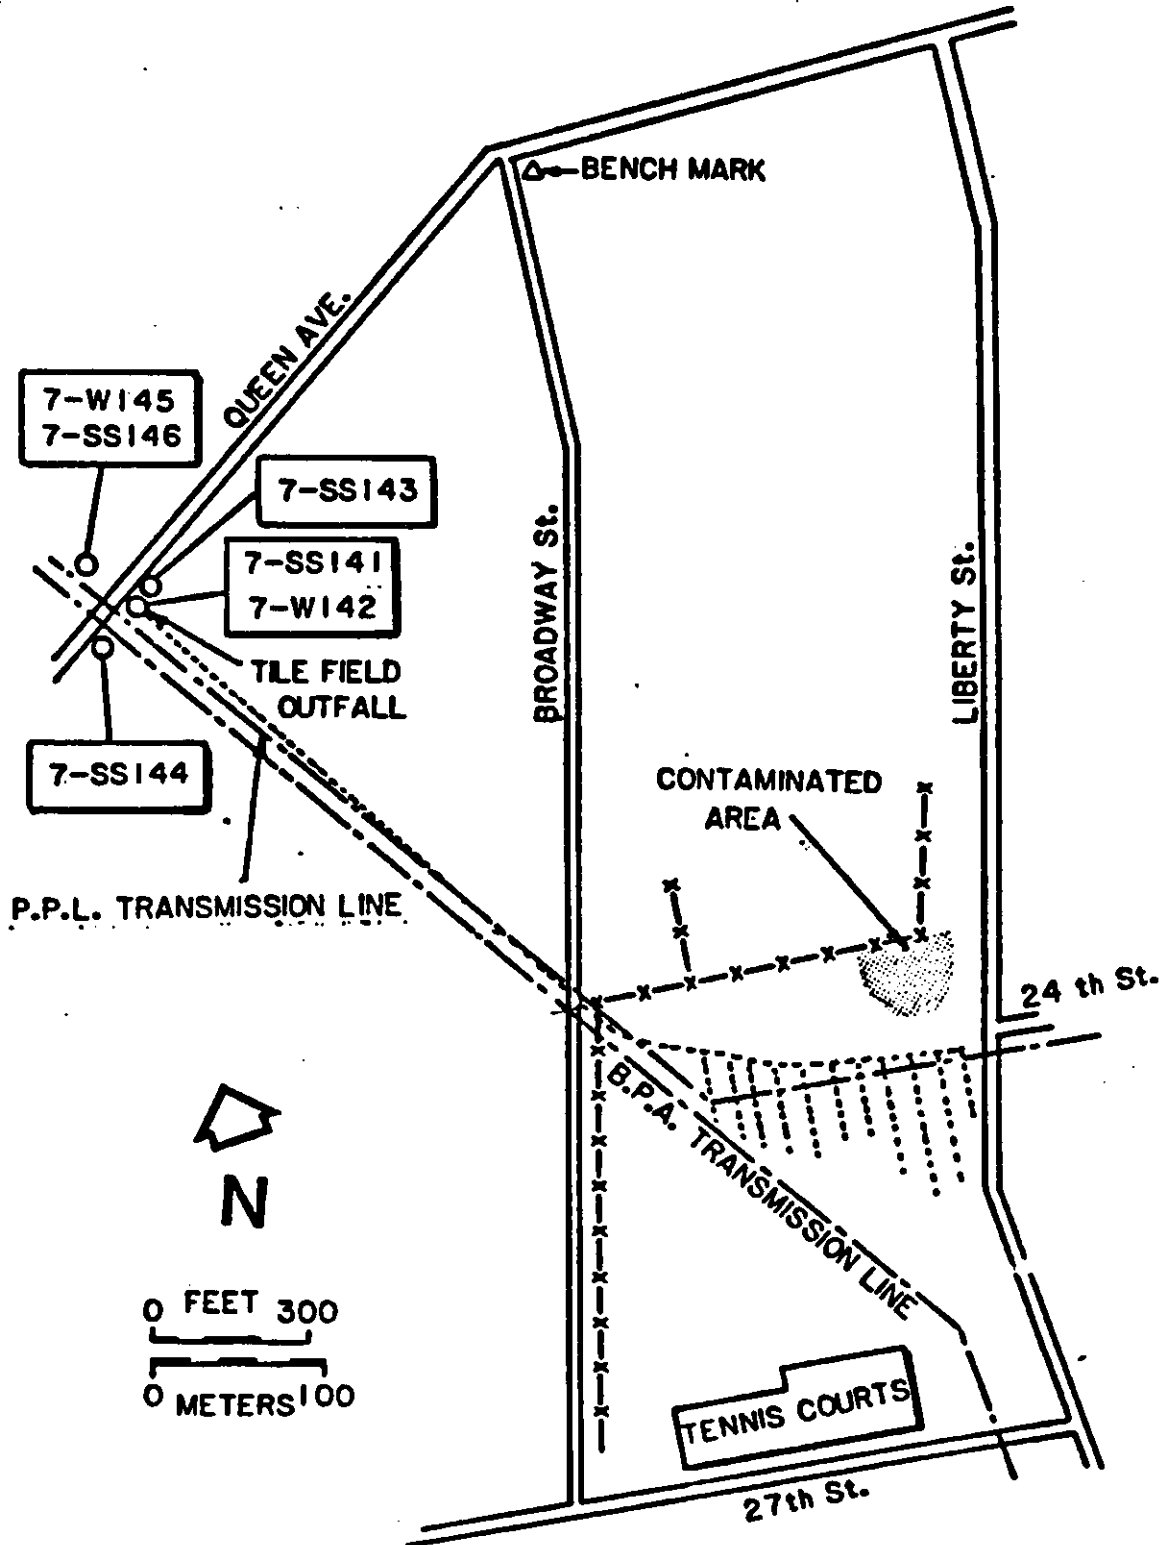 BENCH MARK
QUEEN AVE.
7-W145
7-SS146
7-SS143
7-SS141
7-W142
BROADWAY St.
LIBERTY St.
TILE FIELD
OUTFALL
7-SS144
CONTAMINATED
AREA
P.P.L. TRANSMISSION LINE
24 th St.
B.P.A. TRANSMISSION LINE
N
0 FEET 300
0 METERS 100
TENNIS COURTS
27th St.